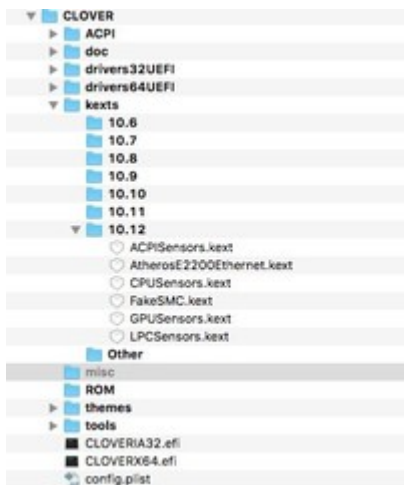 CLOVER
ACPI
doc
drivers32UEFI
drivers64UEFI
kexts
10.6
10.7
10.8
10.9
10.10
10.11
10.12
ACPISensors.kext
AtherosE2200Ethernet.kext
CPUSensors.kext
FakeSMC.kext
GPUSensors.kext
LPCSensors.kext
Other
misc
ROM
themes
tools
CLOVERIA32.efi
CLOVERX64.efi
config.plist